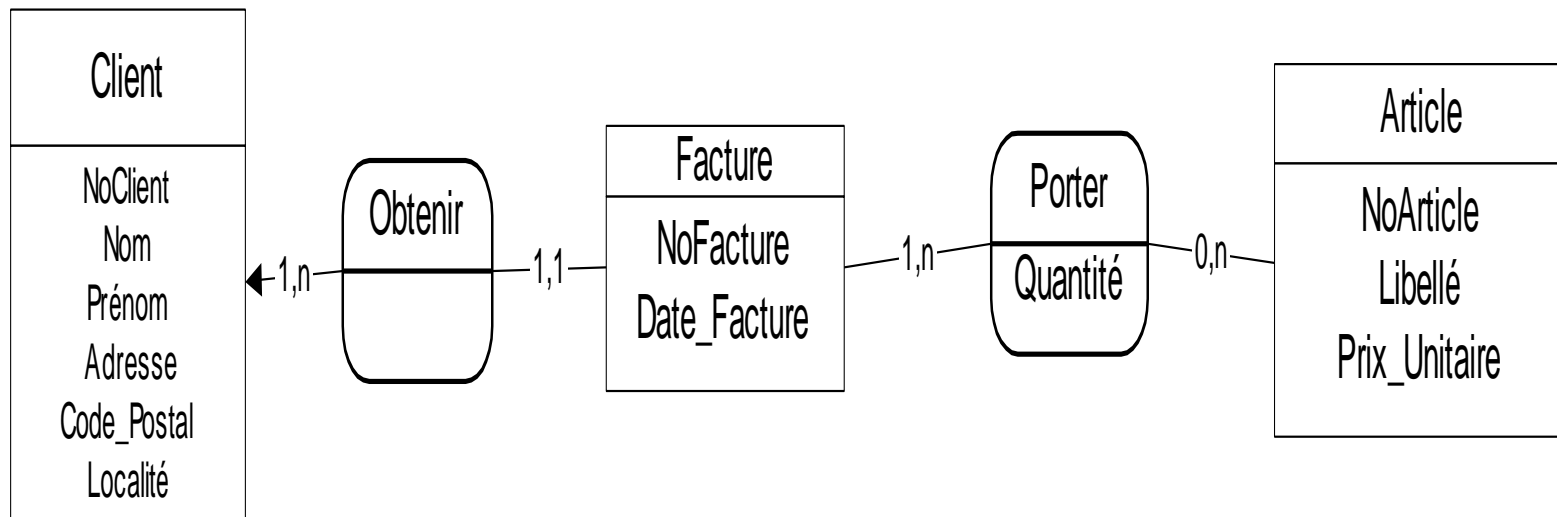 Client
NoClient
Nom
Prénom
Adresse
Code_Postal
Localité
1,n
Obtenir
1,1
Facture
NoFacture
Date_Facture
1,n
Porter
Quantité
0,n
Article
NoArticle
Libellé
Prix_Unitaire